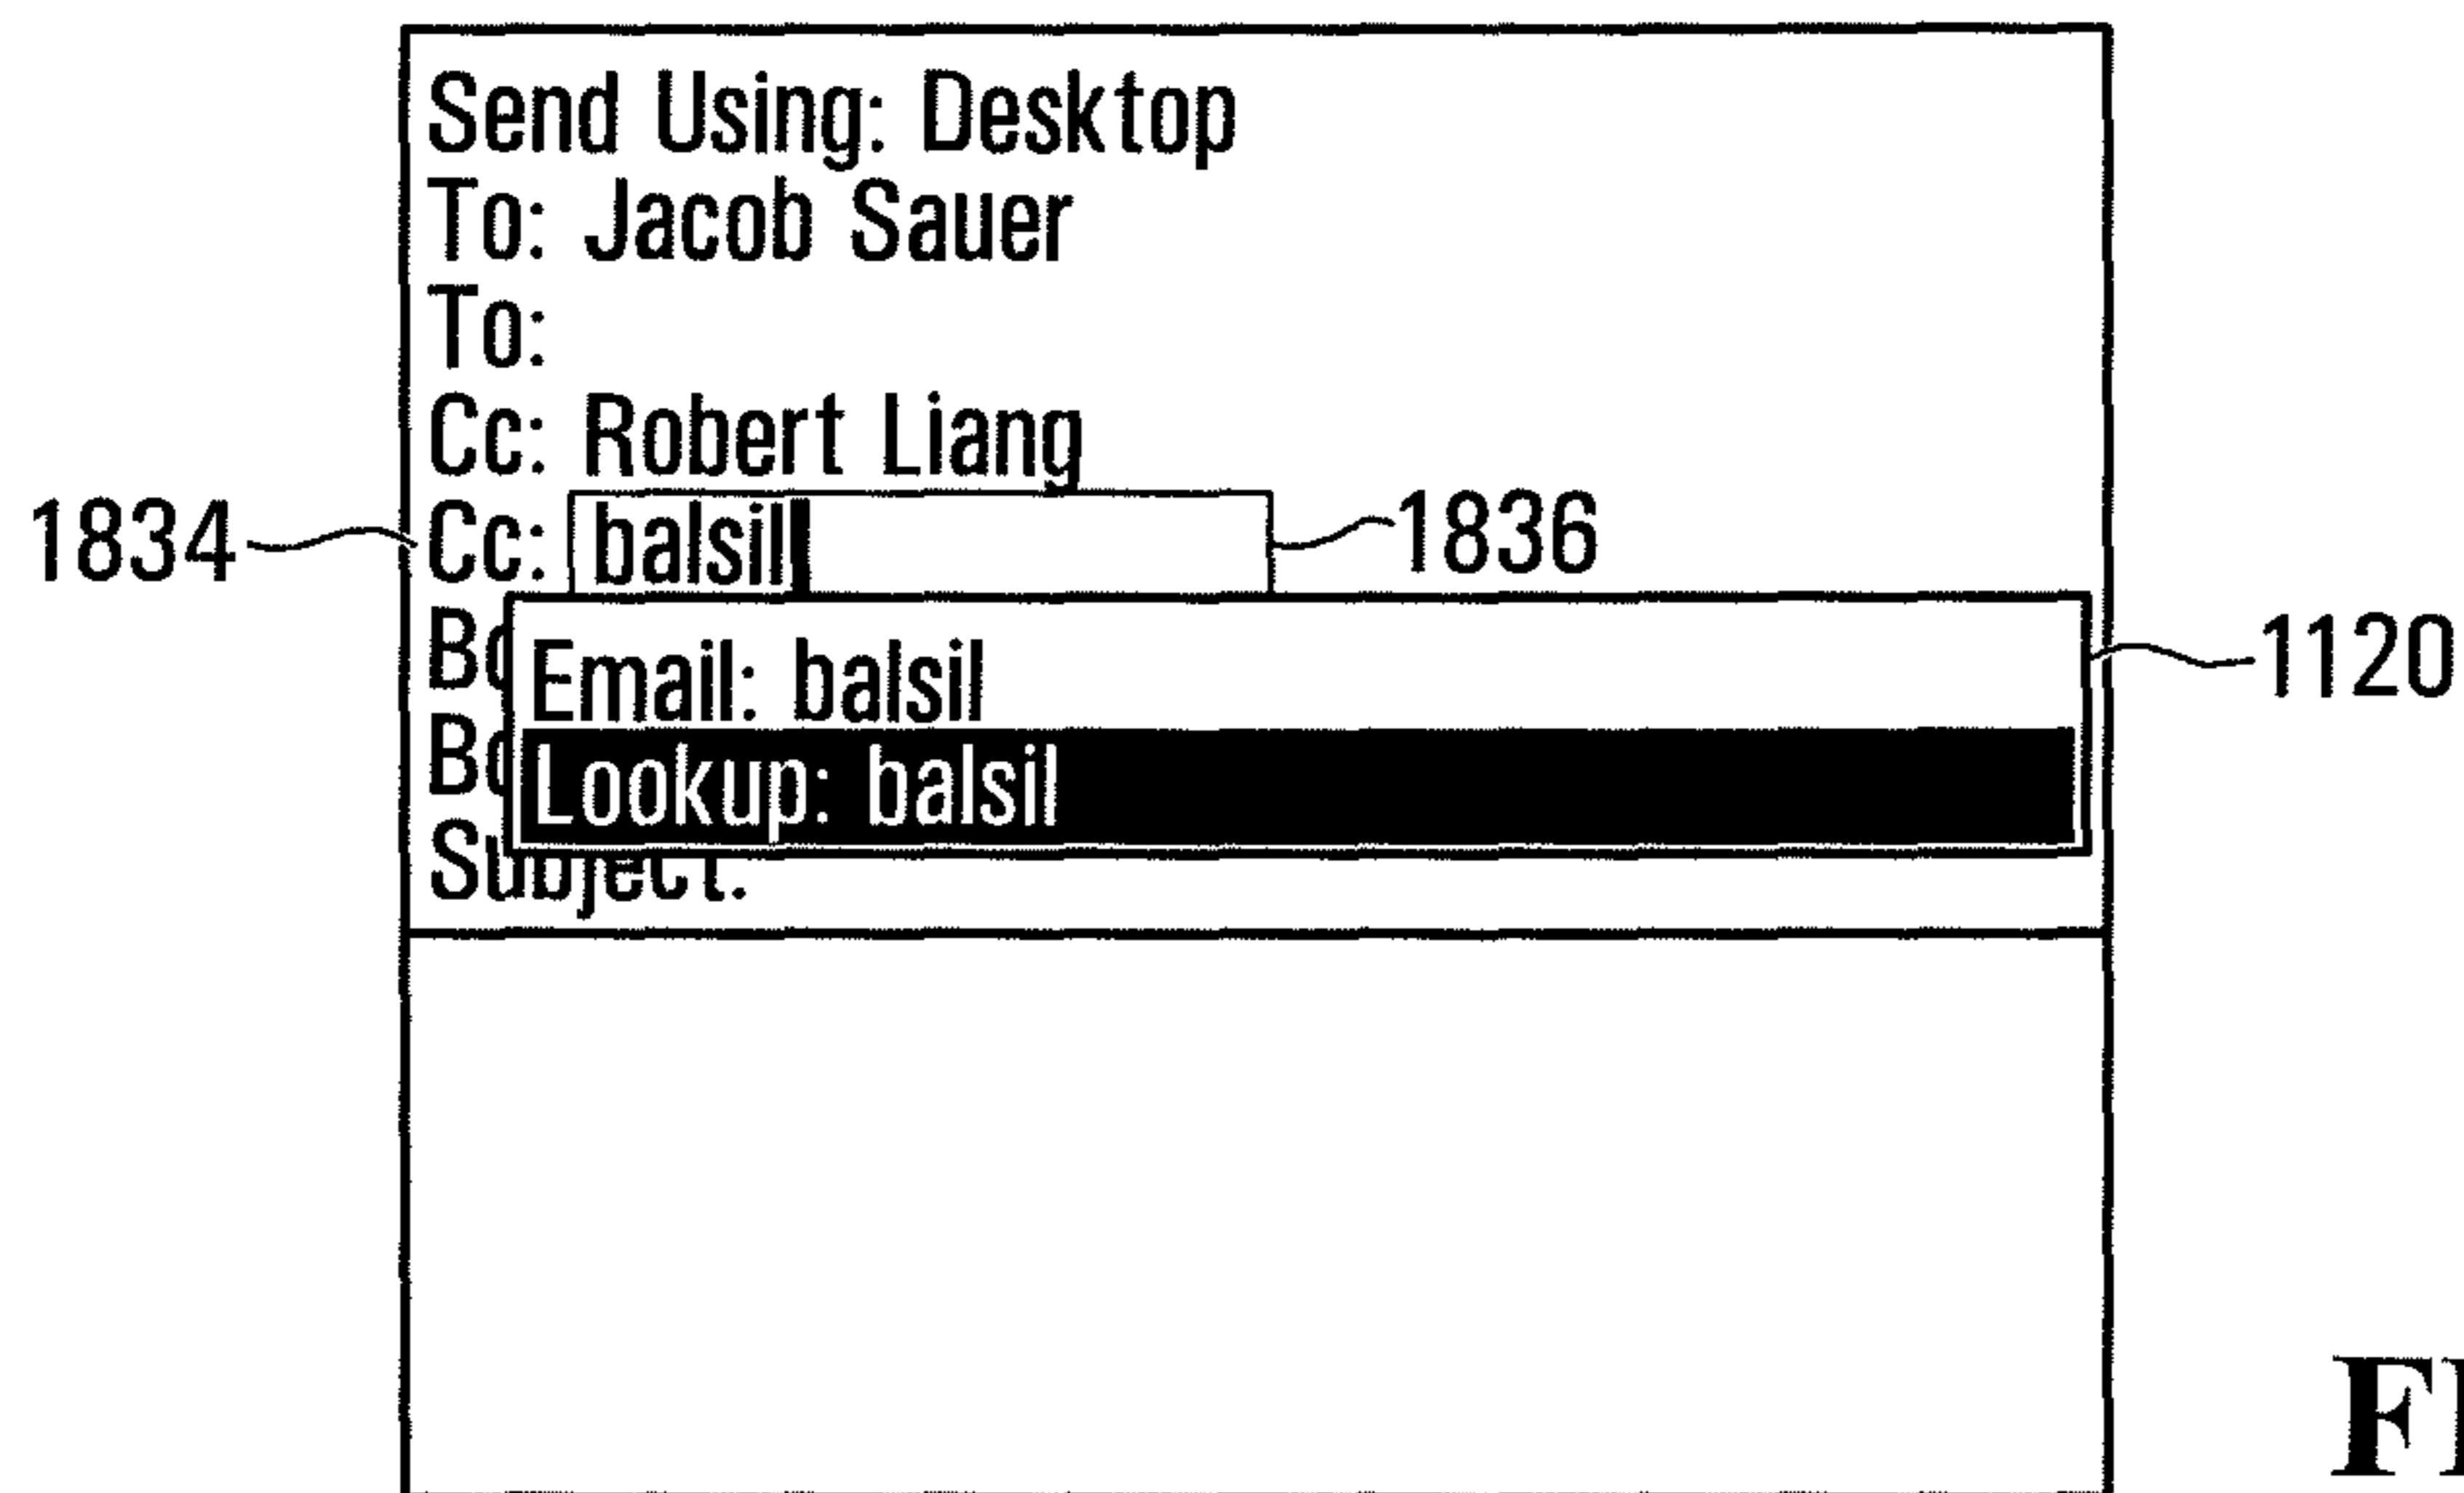 Send Using: Desktop
To: Jacob Sauer
To:
Cc: Robert Liang
1834 Cc: balsil 1836
Email: balsil 1120
Lookup: balsil
Subject: